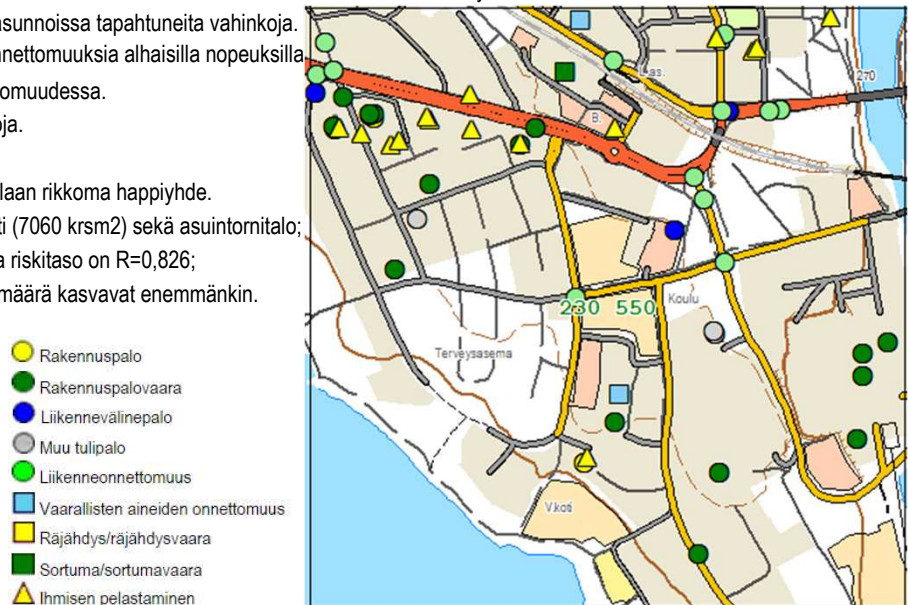 asunnoissa tapahtuneita vahinkoja.
nnettomuuksia alhaisilla nopeuksilla
omuudessa.
oja.
laan rikkoma happiyhde.
ti (7060 krsm2) sekä asuintornitalo;
a riskitaso on R=0,826;
määrä kasvavat enemmänkin.
Rakennuspalo
Rakennuspalovaara
Liikennevälinepalo
Muu tulipalo
Liikenneonnettomuus
Vaarallisten aineiden onnettomuus
Räjähdys/räjähdysvaara
Sortuma/sortumavaara
Ihmisen pelastaminen
L.as.
270
B.
Koulu
230 550
Terveysasema
V.koti